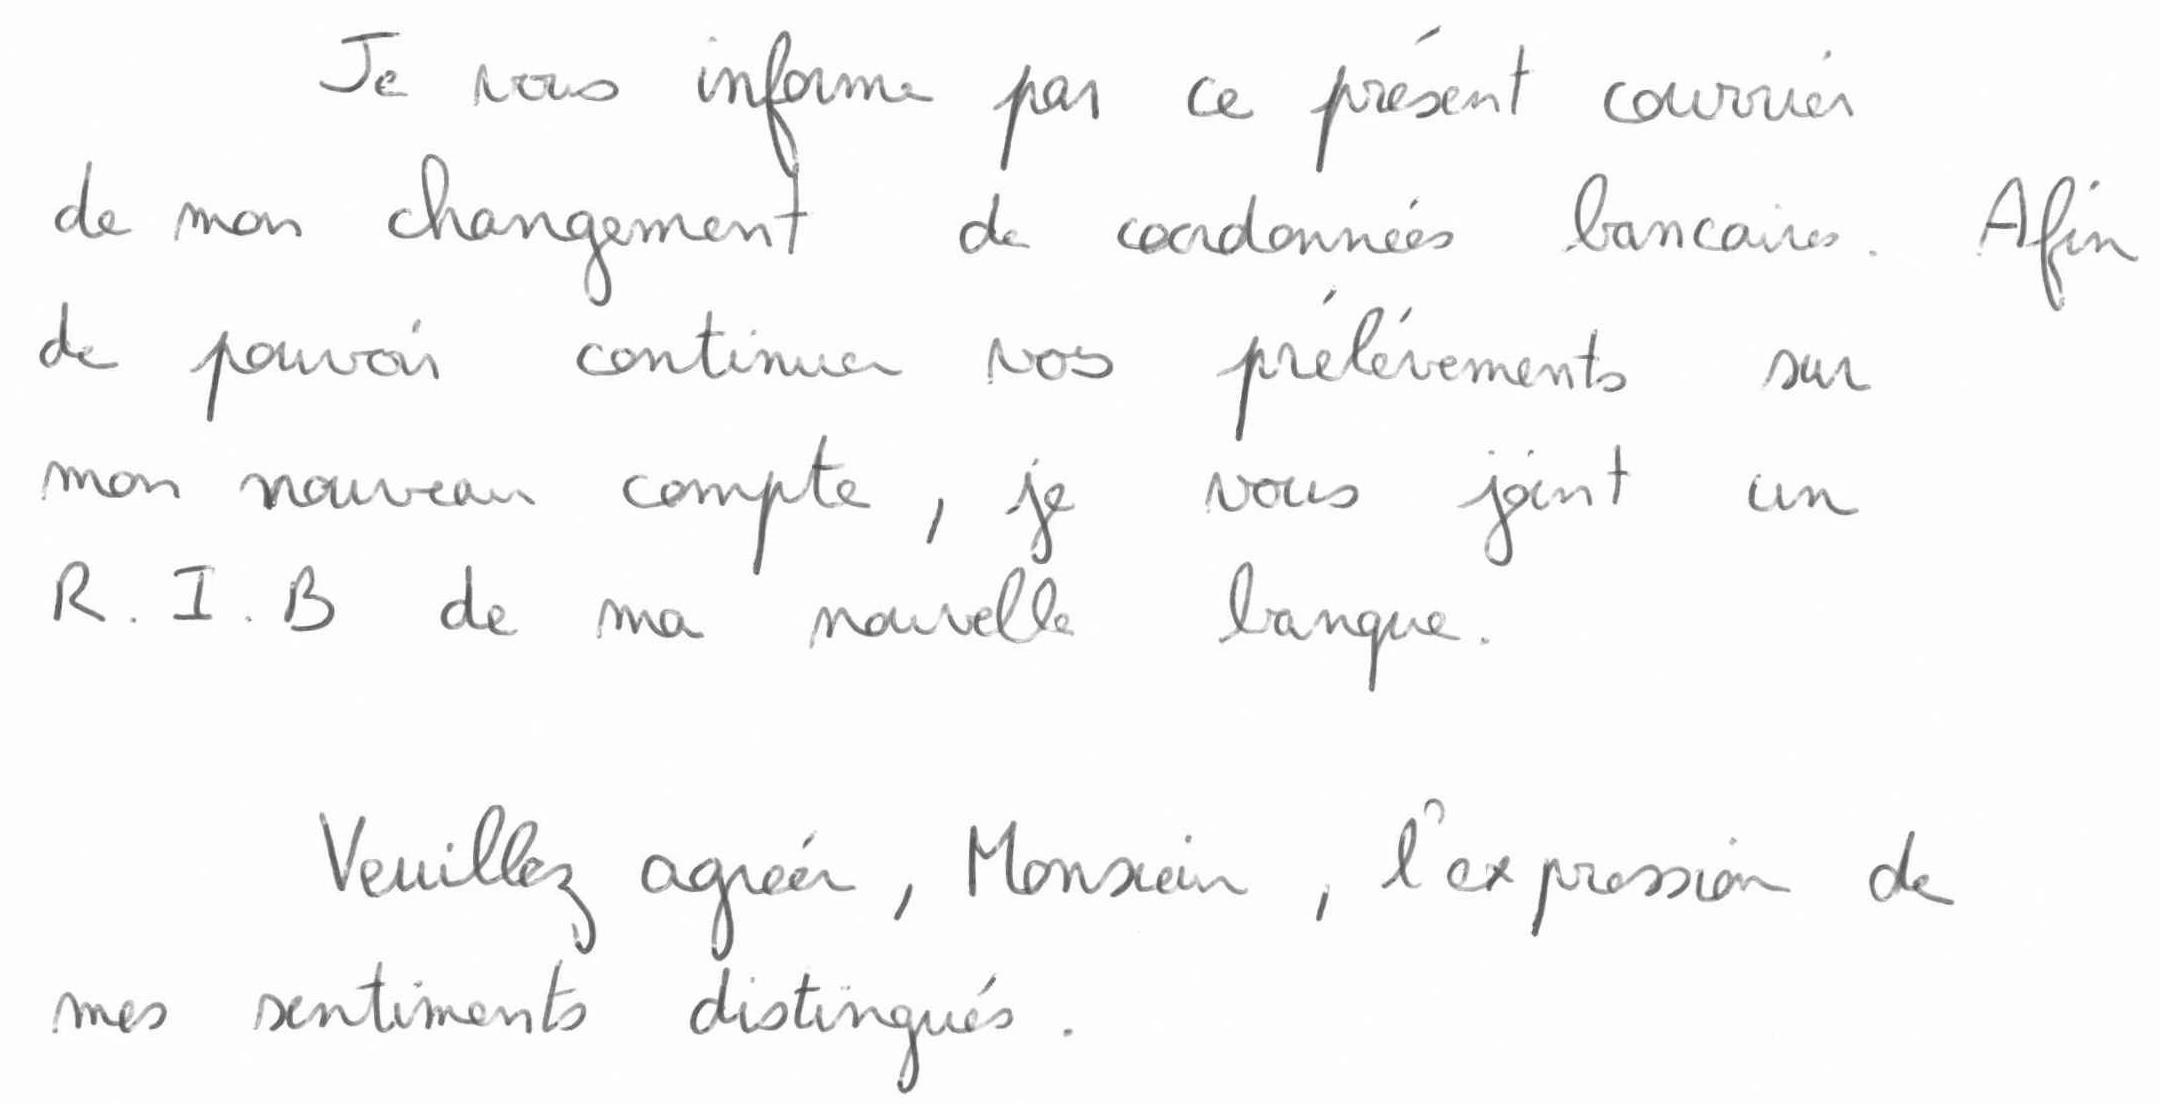 Je vous informe par ce présent courrier
de mon changement de coordonnées bancaires. Afin
de pouvoir continuer vos prélévements sur
mon nouveau compte, je vous joint un
R.I.B de ma nouvelle banque.
Veuillez agréer, Monsieur, l'expression de
mes sentiments distingués.